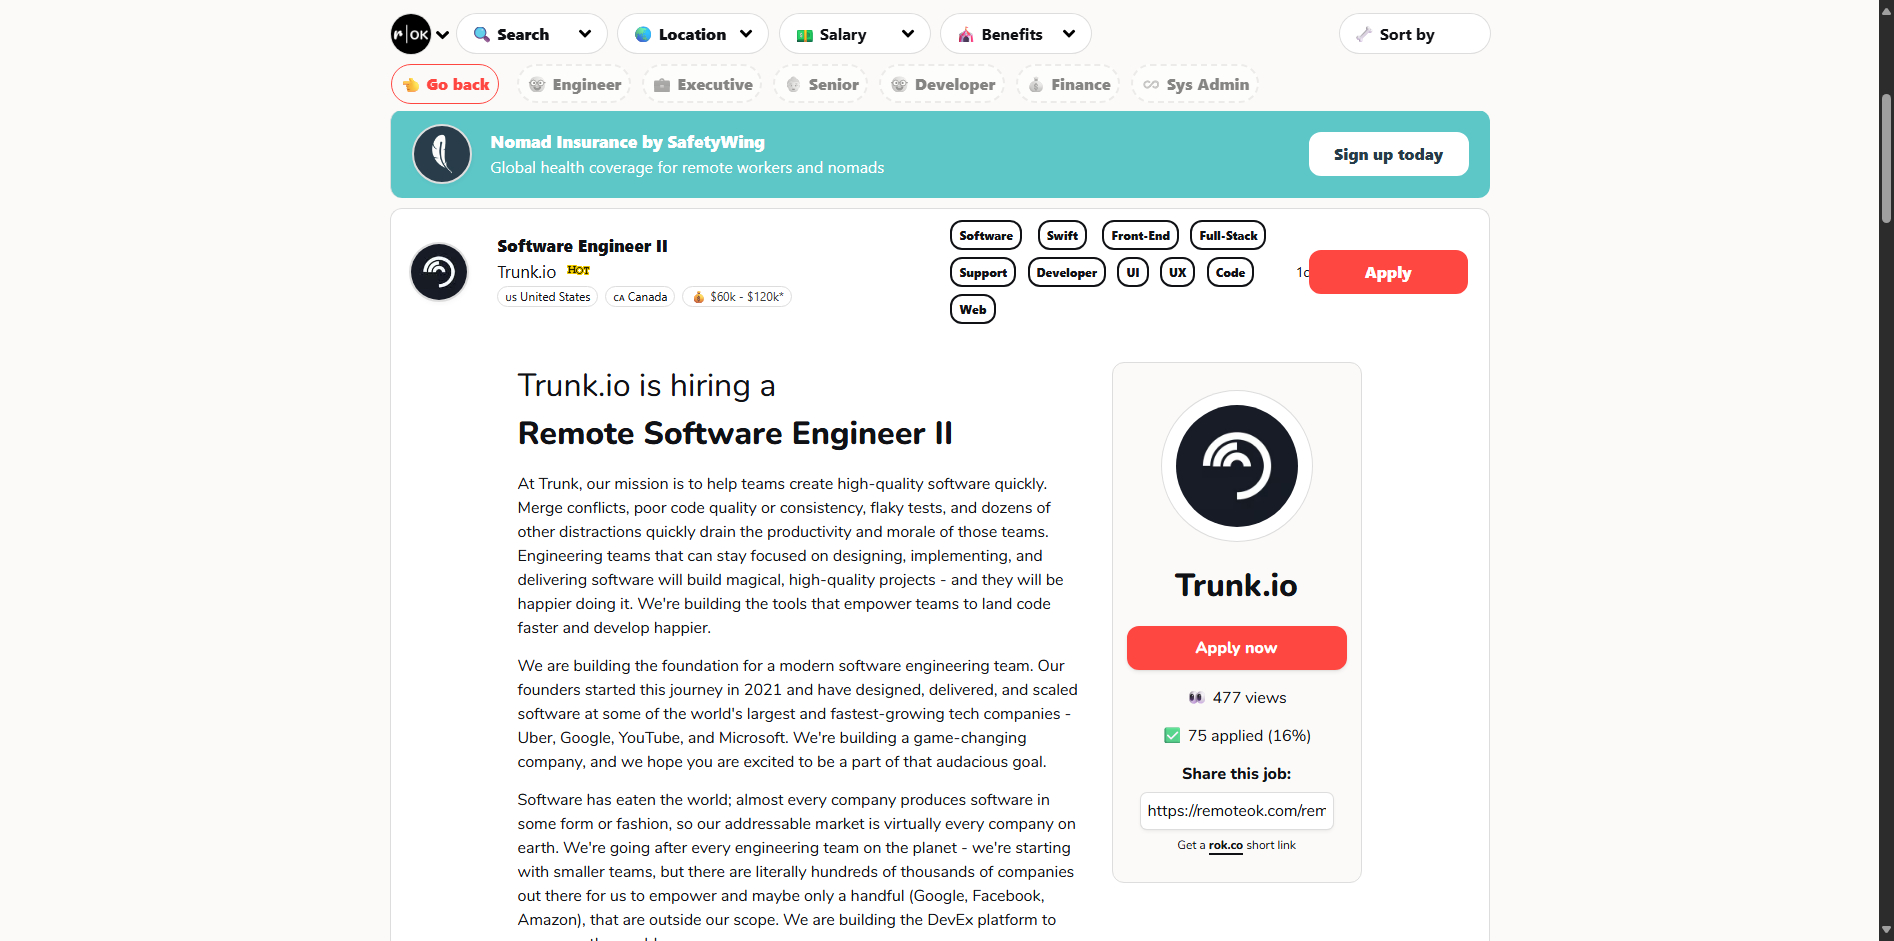 r|OK
Search
Location
Salary
Benefits
Sort by
Go back
Engineer
Executive
Senior
Developer
Finance
Sys Admin
Nomad Insurance by SafetyWing
Global health coverage for remote workers and nomads
Sign up today
Software Engineer II
Trunk.io HOT
US United States
CA Canada
$60k - $120k*
Software
Swift
Front-End
Full-Stack
Support
Developer
UI
UX
Code
Web
Apply
Trunk.io is hiring a
Remote Software Engineer II
At Trunk, our mission is to help teams create high-quality software quickly.
Merge conflicts, poor code quality or consistency, flaky tests, and dozens of
other distractions quickly drain the productivity and morale of those teams.
Engineering teams that can stay focused on designing, implementing, and
delivering software will build magical, high-quality projects - and they will be
happier doing it. We're building the tools that empower teams to land code
faster and develop happier.
We are building the foundation for a modern software engineering team. Our
founders started this journey in 2021 and have designed, delivered, and scaled
software at some of the world's largest and fastest-growing tech companies -
Uber, Google, YouTube, and Microsoft. We're building a game-changing
company, and we hope you are excited to be a part of that audacious goal.
Software has eaten the world; almost every company produces software in
some form or fashion, so our addressable market is virtually every company on
earth. We're going after every engineering team on the planet - we're starting
with smaller teams, but there are literally hundreds of thousands of companies
out there for us to empower and maybe only a handful (Google, Facebook,
Amazon), that are outside our scope. We are building the DevEx platform to
Trunk.io
Apply now
477 views
75 applied (16%)
Share this job:
https://remoteok.com/rem
Get a rok.co short link